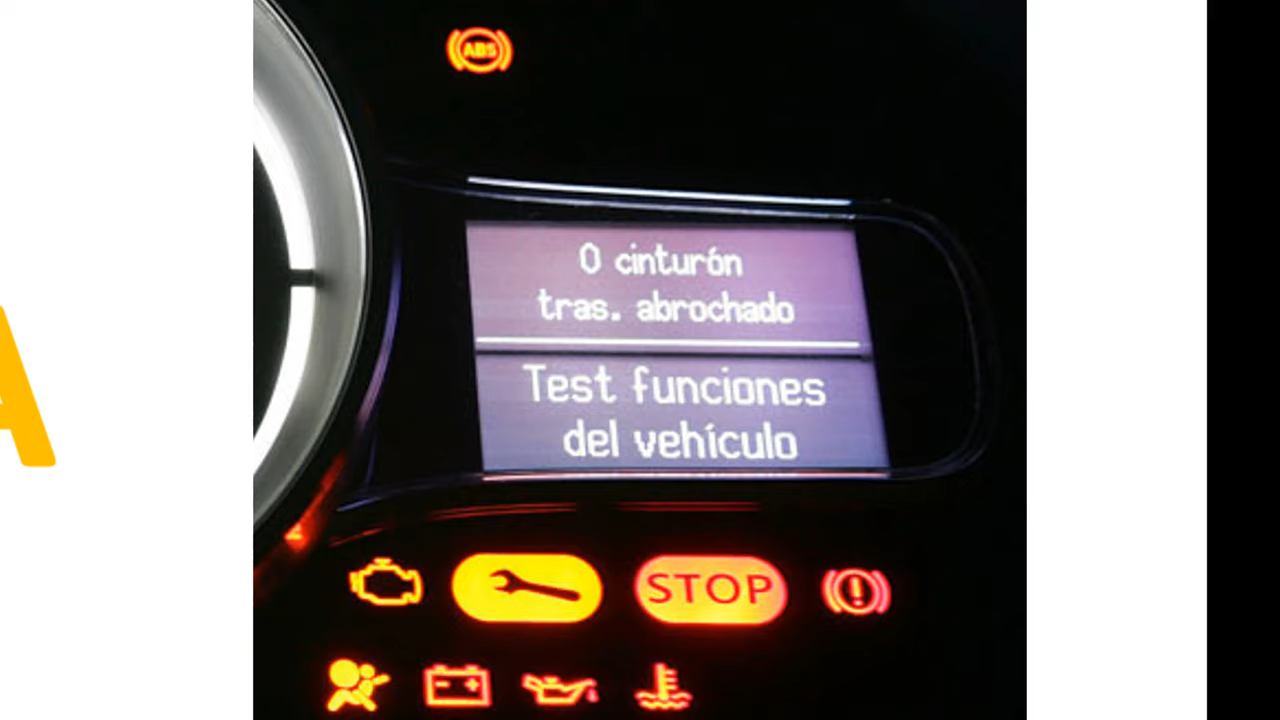 A
ABS
0 cinturón
tras. abrochado
Test funciones
del vehículo
STOP